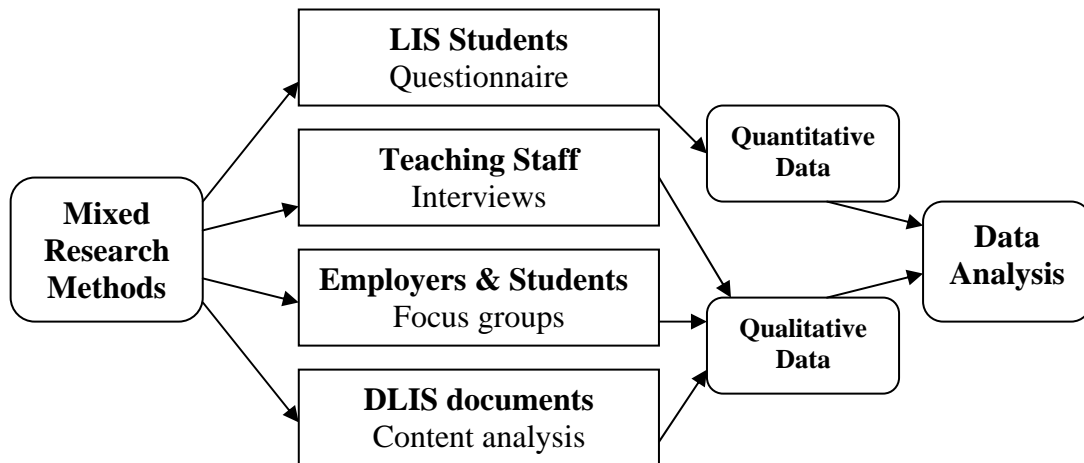 LIS Students
Questionnaire
Teaching Staff
Interviews
Employers & Students
Focus groups
DLIS documents
Content analysis
Mixed
Research
Methods
Quantitative
Data
Qualitative
Data
Data
Analysis